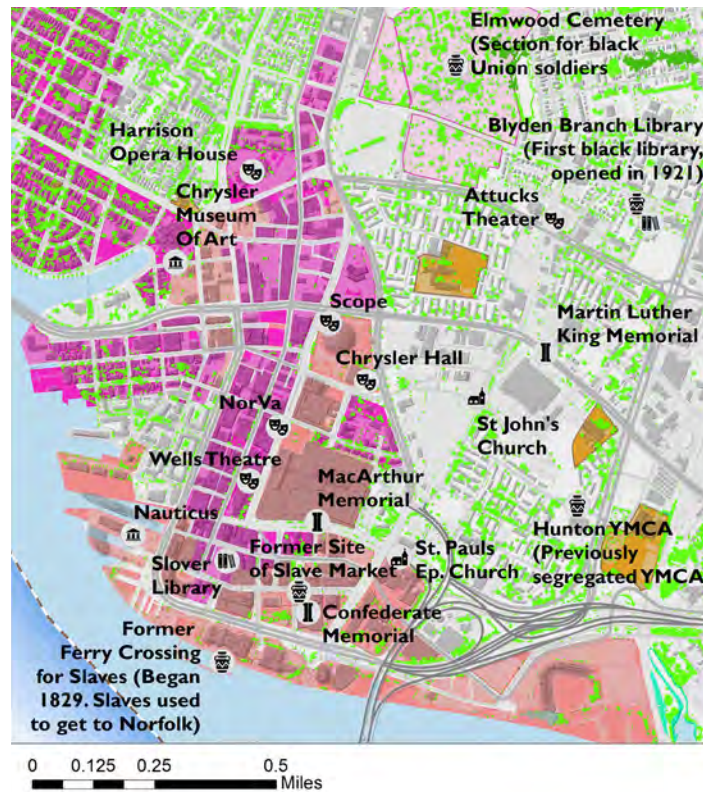 Elmwood Cemetery
(Section for black
Union soldiers
Harrison
Opera House
Blyden Branch Library
(First black library,
opened in 1921)
Chrysler
Museum
Of Art
Attucks
Theater
Scope
Martin Luther
King Memorial
Chrysler Hall
NorVa
St John's
Church
Wells Theatre
MacArthur
Memorial
Nauticus
Hunton YMCA
(Previously
segregated YMCA
Slover
Library
Former Site
of Slave Market
St. Pauls
Ep. Church
Confederate
Memorial
Former
Ferry Crossing
for Slaves (Began
1829. Slaves used
to get to Norfolk)
0 0.125 0.25 0.5
Miles